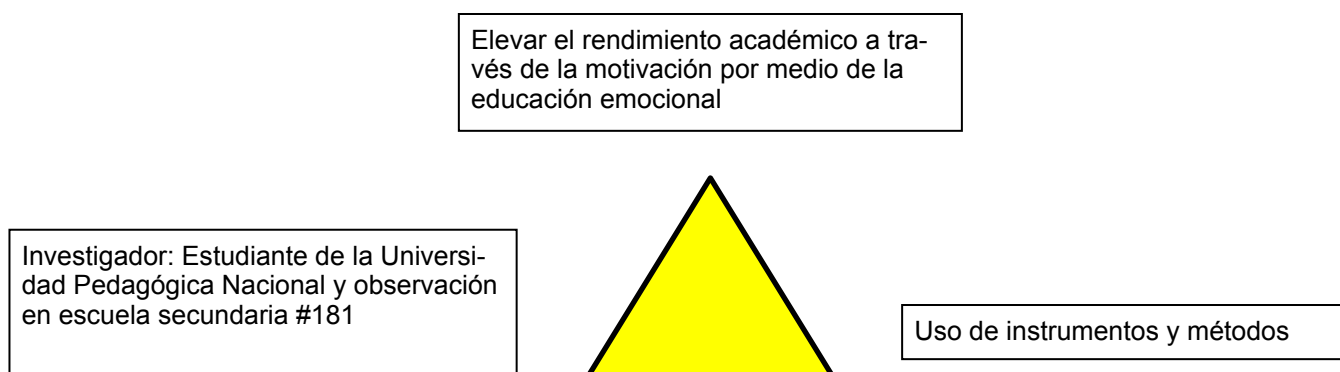 Elevar el rendimiento académico a tra-
vés de la motivación por medio de la
educación emocional
Investigador: Estudiante de la Universi-
dad Pedagógica Nacional y observación
en escuela secundaria #181
Uso de instrumentos y métodos